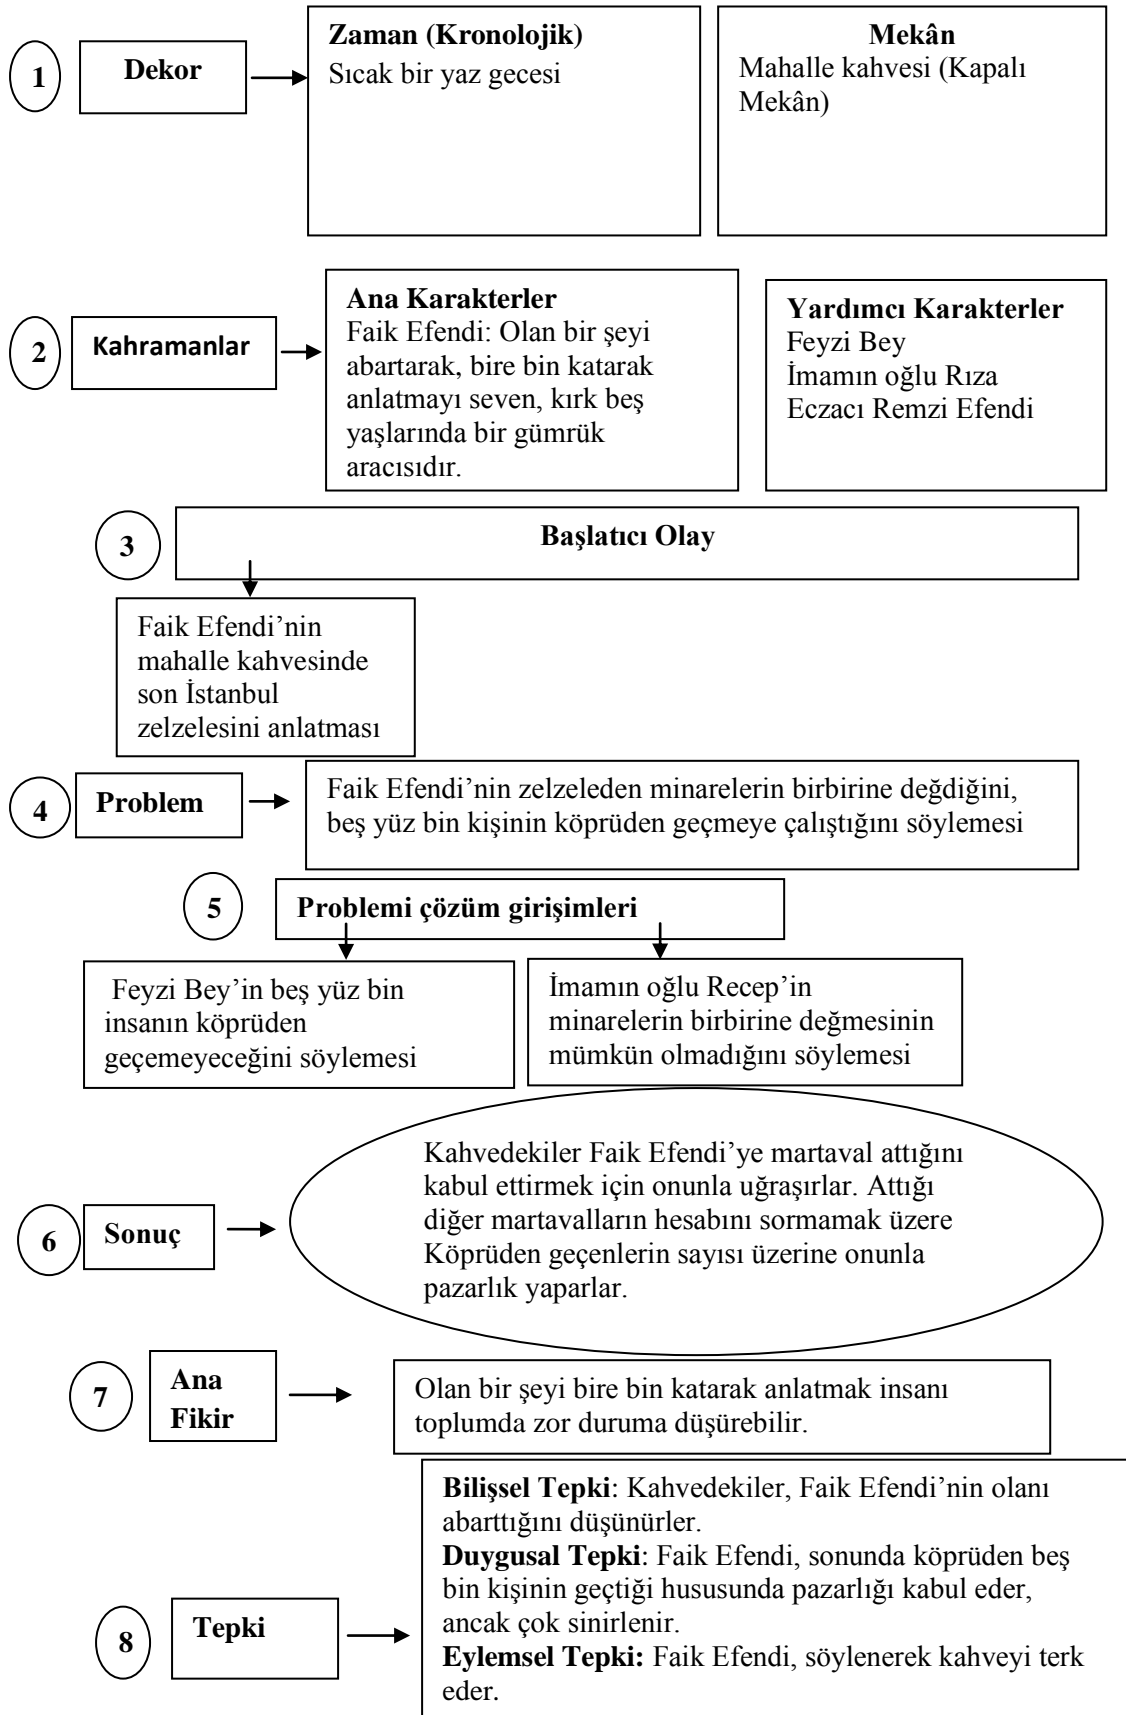 1
Dekor
Zaman (Kronolojik)
Sıcak bir yaz gecesi
Mekân
Mahalle kahvesi (Kapalı
Mekân)
2
Kahramanlar
Ana Karakterler
Faik Efendi: Olan bir şeyi
abartarak, bire bin katarak
anlatmayı seven, kırk beş
yaşlarında bir gümrük
aracısıdır.
Yardımcı Karakterler
Feyzi Bey
İmamın oğlu Rıza
Eczacı Remzi Efendi
3
Başlatıcı Olay
Faik Efendi’nin
mahalle kahvesinde
son İstanbul
zelzelesini anlatması
4
Problem
Faik Efendi’nin zelzeleden minarelerin birbirine değdiğini,
beş yüz bin kişinin köprüden geçmeye çalıştığını söylemesi
5
Problemi çözüm girişimleri
Feyzi Bey’in beş yüz bin
insanın köprüden
geçemeyeceğini söylemesi
İmamın oğlu Recep’in
minarelerin birbirine değmesinin
mümkün olmadığını söylemesi
6
Sonuç
Kahvedekiler Faik Efendi’ye martaval attığını
kabul ettirmek için onunla uğraşırlar. Attığı
diğer martavalların hesabını sormamak üzere
Köprüden geçenlerin sayısı üzerine onunla
pazarlık yaparlar.
7
Ana
Fikir
Olan bir şeyi bire bin katarak anlatmak insanı
toplumda zor duruma düşürebilir.
8
Tepki
Bilişsel Tepki: Kahvedekiler, Faik Efendi’nin olanı
abarttığını düşünürler.
Duygusal Tepki: Faik Efendi, sonunda köprüden beş
bin kişinin geçtiği hususunda pazarlığı kabul eder,
ancak çok sinirlenir.
Eylemsel Tepki: Faik Efendi, söylenerek kahveyi terk
eder.